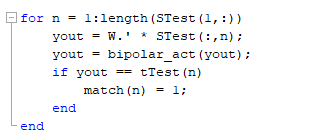 for n = 1:length(STest(1,:))
    yout = W.' * STest(:,n);
    yout = bipolar_act(yout);
    if yout == tTest(n)
        match(n) = 1;
    end
end